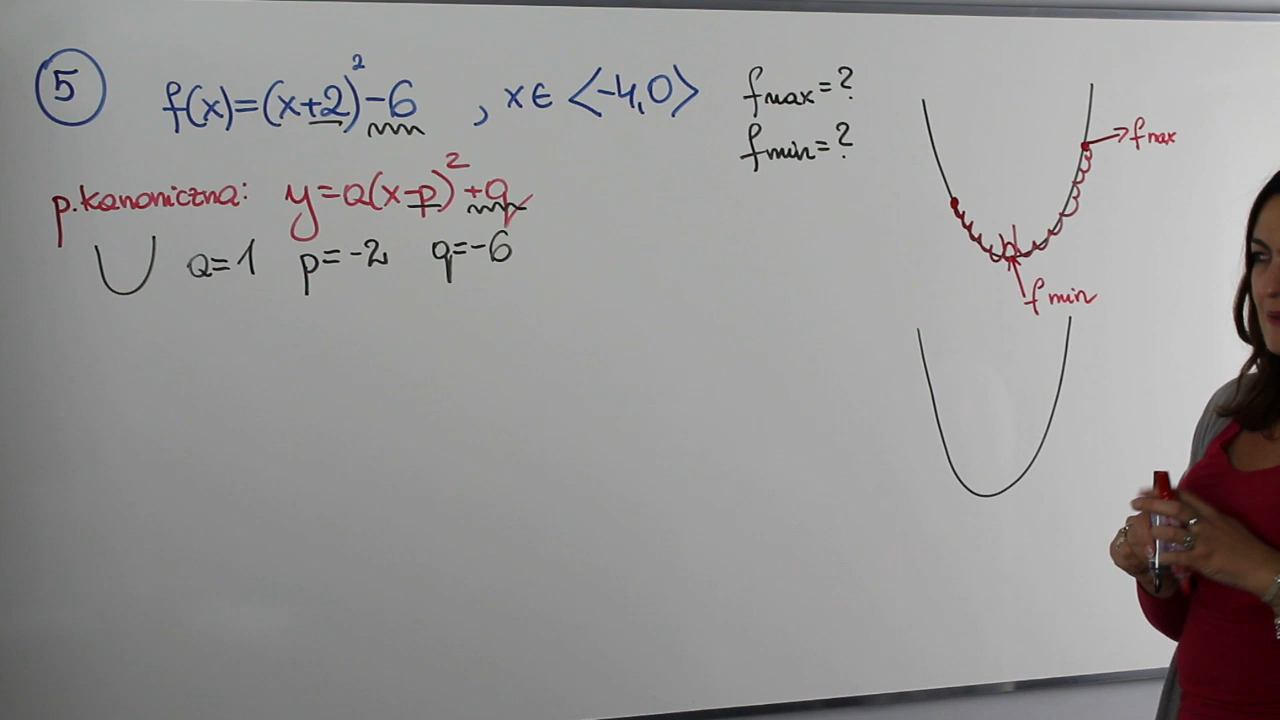 5 f(x)=(x+2)²-6 , x∈ <-4,0> fmax=?
fmin=?
p.kanoniczna: y=a(x-p)²+q
a=1 p=-2 q=-6
fmax
fmin